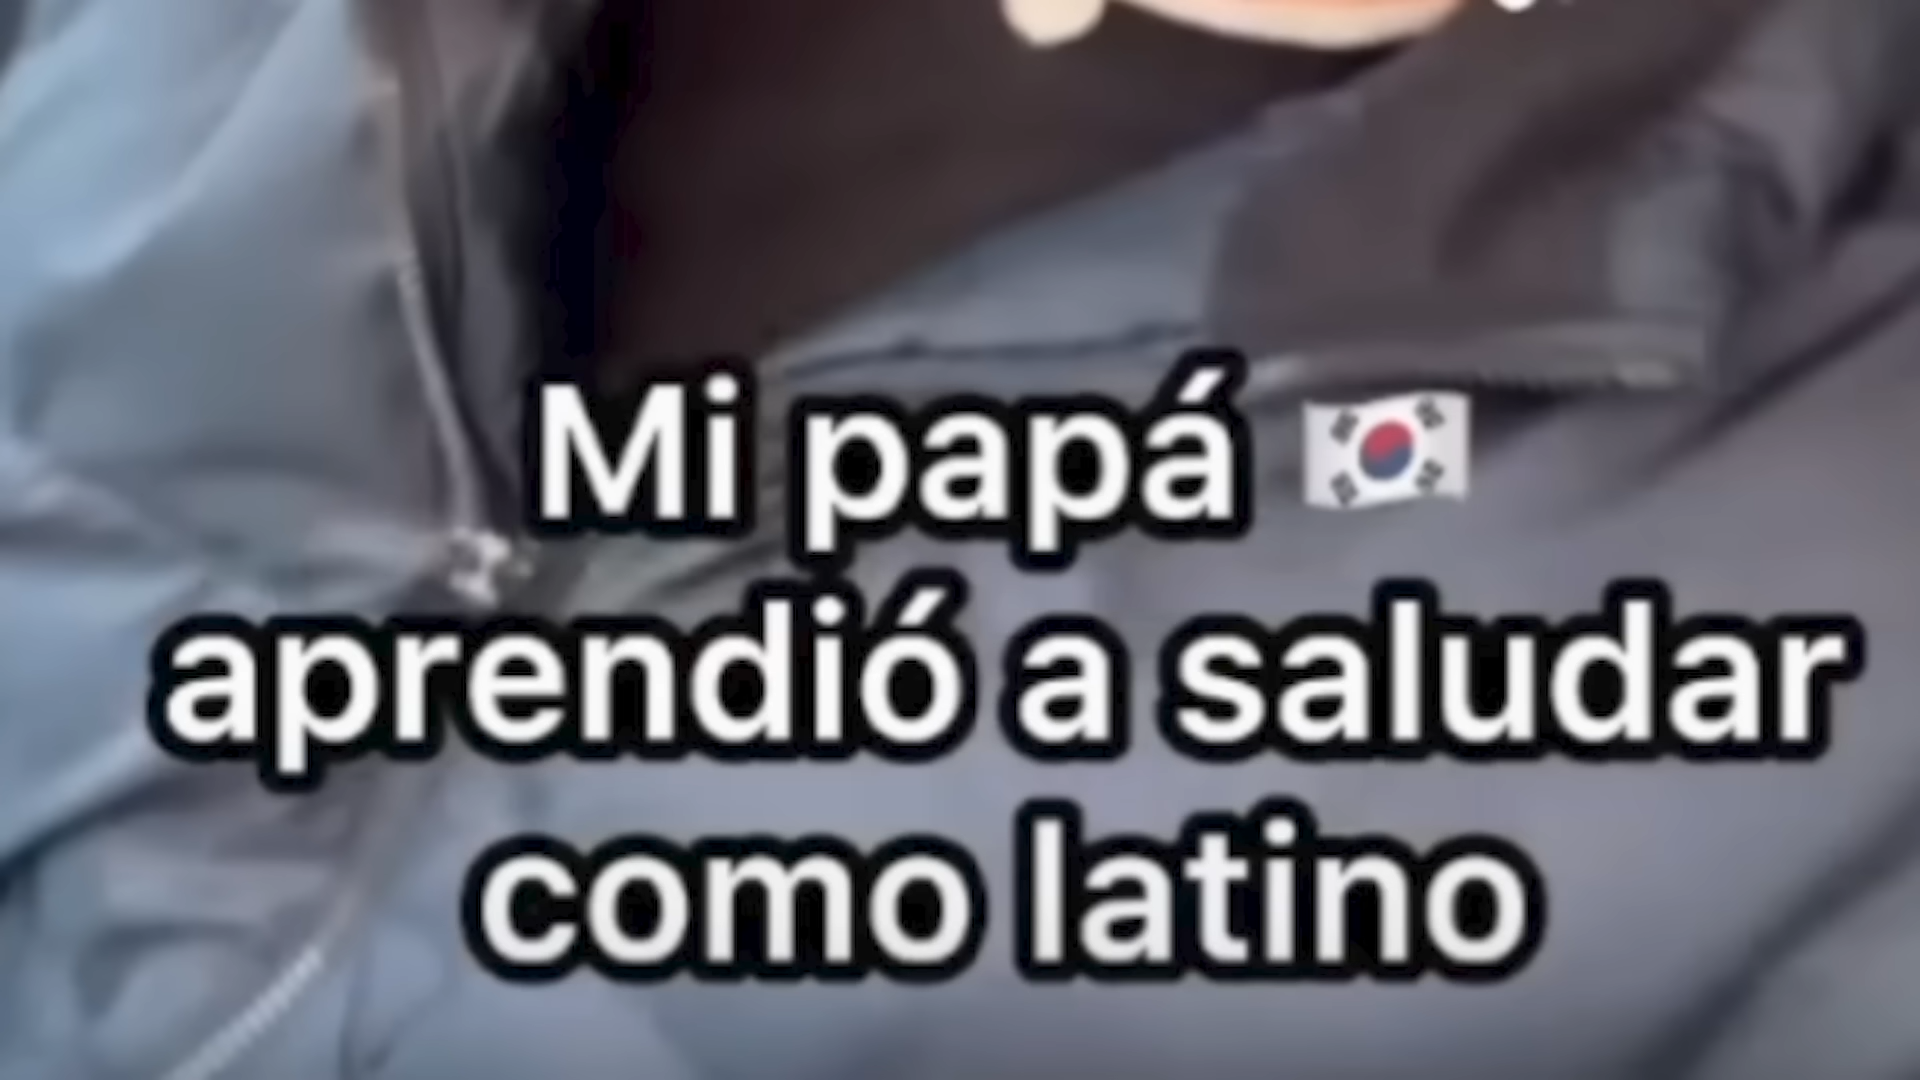 Mi papá 🇰🇷
aprendió a saludar
como latino